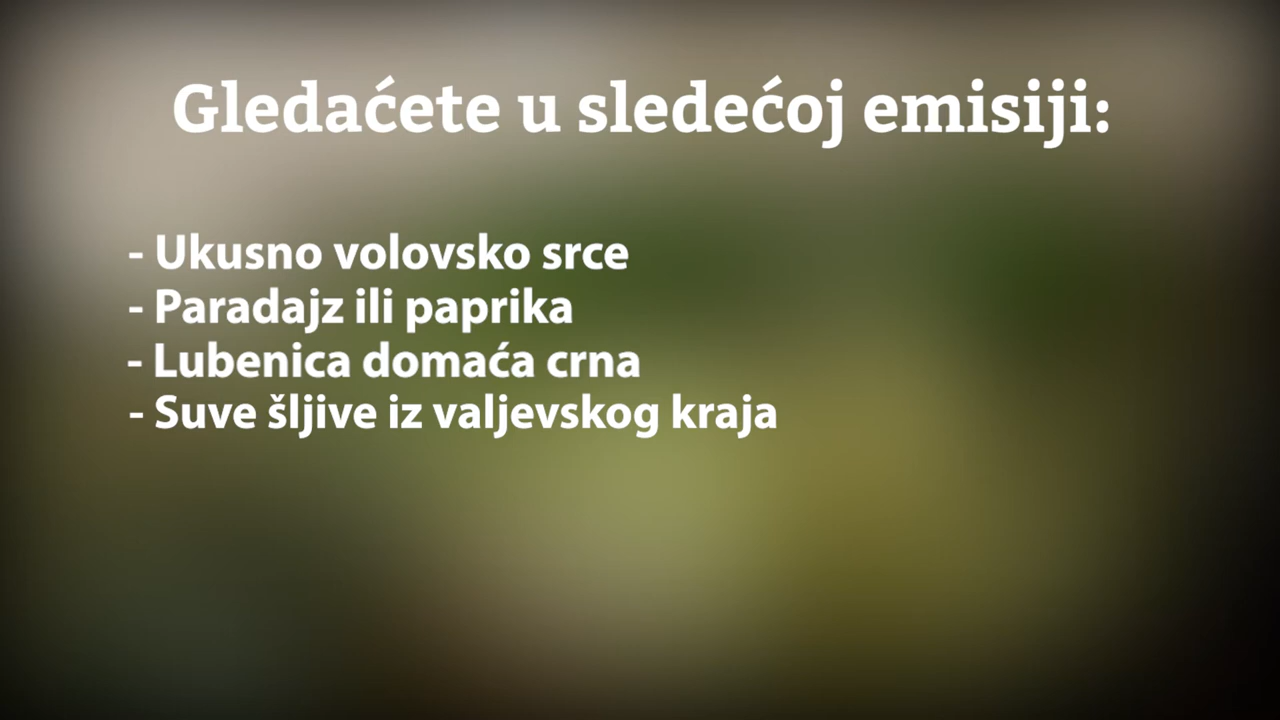 Gledaćete u sledećoj emisiji:
- Ukusno volovsko srce
- Paradajz ili paprika
- Lubenica domaća crna
- Suve šljive iz valjevskog kraja